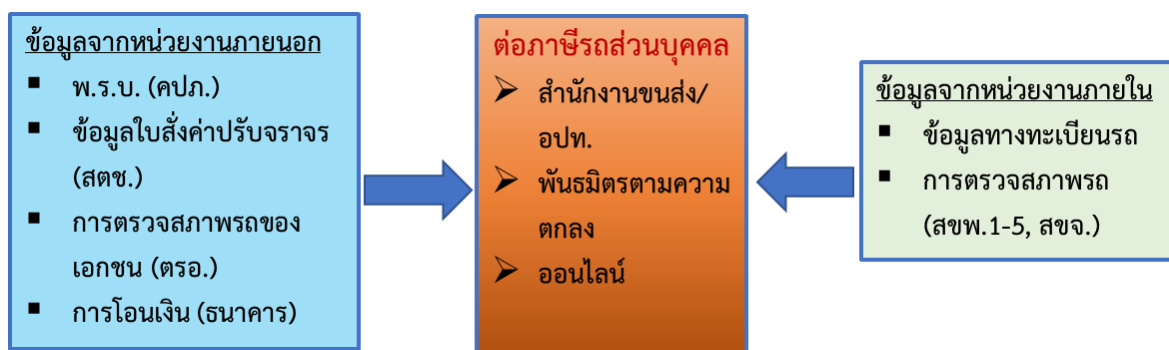 ข้อมูลจากหน่วยงานภายนอก
▪ พ.ร.บ. (คปภ.)
▪ ข้อมูลใบสั่งค่าปรับจราจร
(สตช.)
▪ การตรวจสภาพรถของ
เอกชน (ตรอ.)
▪ การโอนเงิน (ธนาคาร)
ต่อภาษีรถส่วนบุคคล
➢ สำนักงานขนส่ง/
อปท.
➢ พันธมิตรตามความ
ตกลง
➢ ออนไลน์
ข้อมูลจากหน่วยงานภายใน
▪ ข้อมูลทางทะเบียนรถ
▪ การตรวจสภาพรถ
(สขพ.1-5, สขจ.)